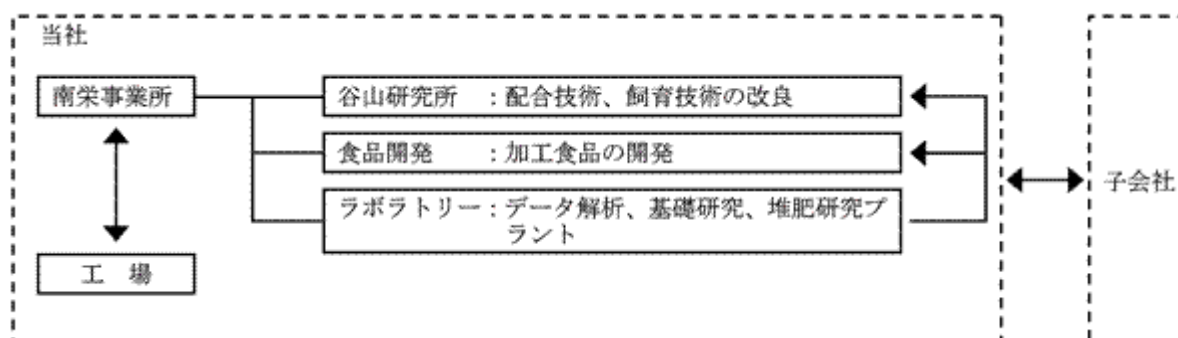 当社
南栄事業所
谷山研究所 ：配合技術、飼育技術の改良
食品開発 ：加工食品の開発
ラボラトリー：データ解析、基礎研究、堆肥研究プ
ラント
工 場
子会社